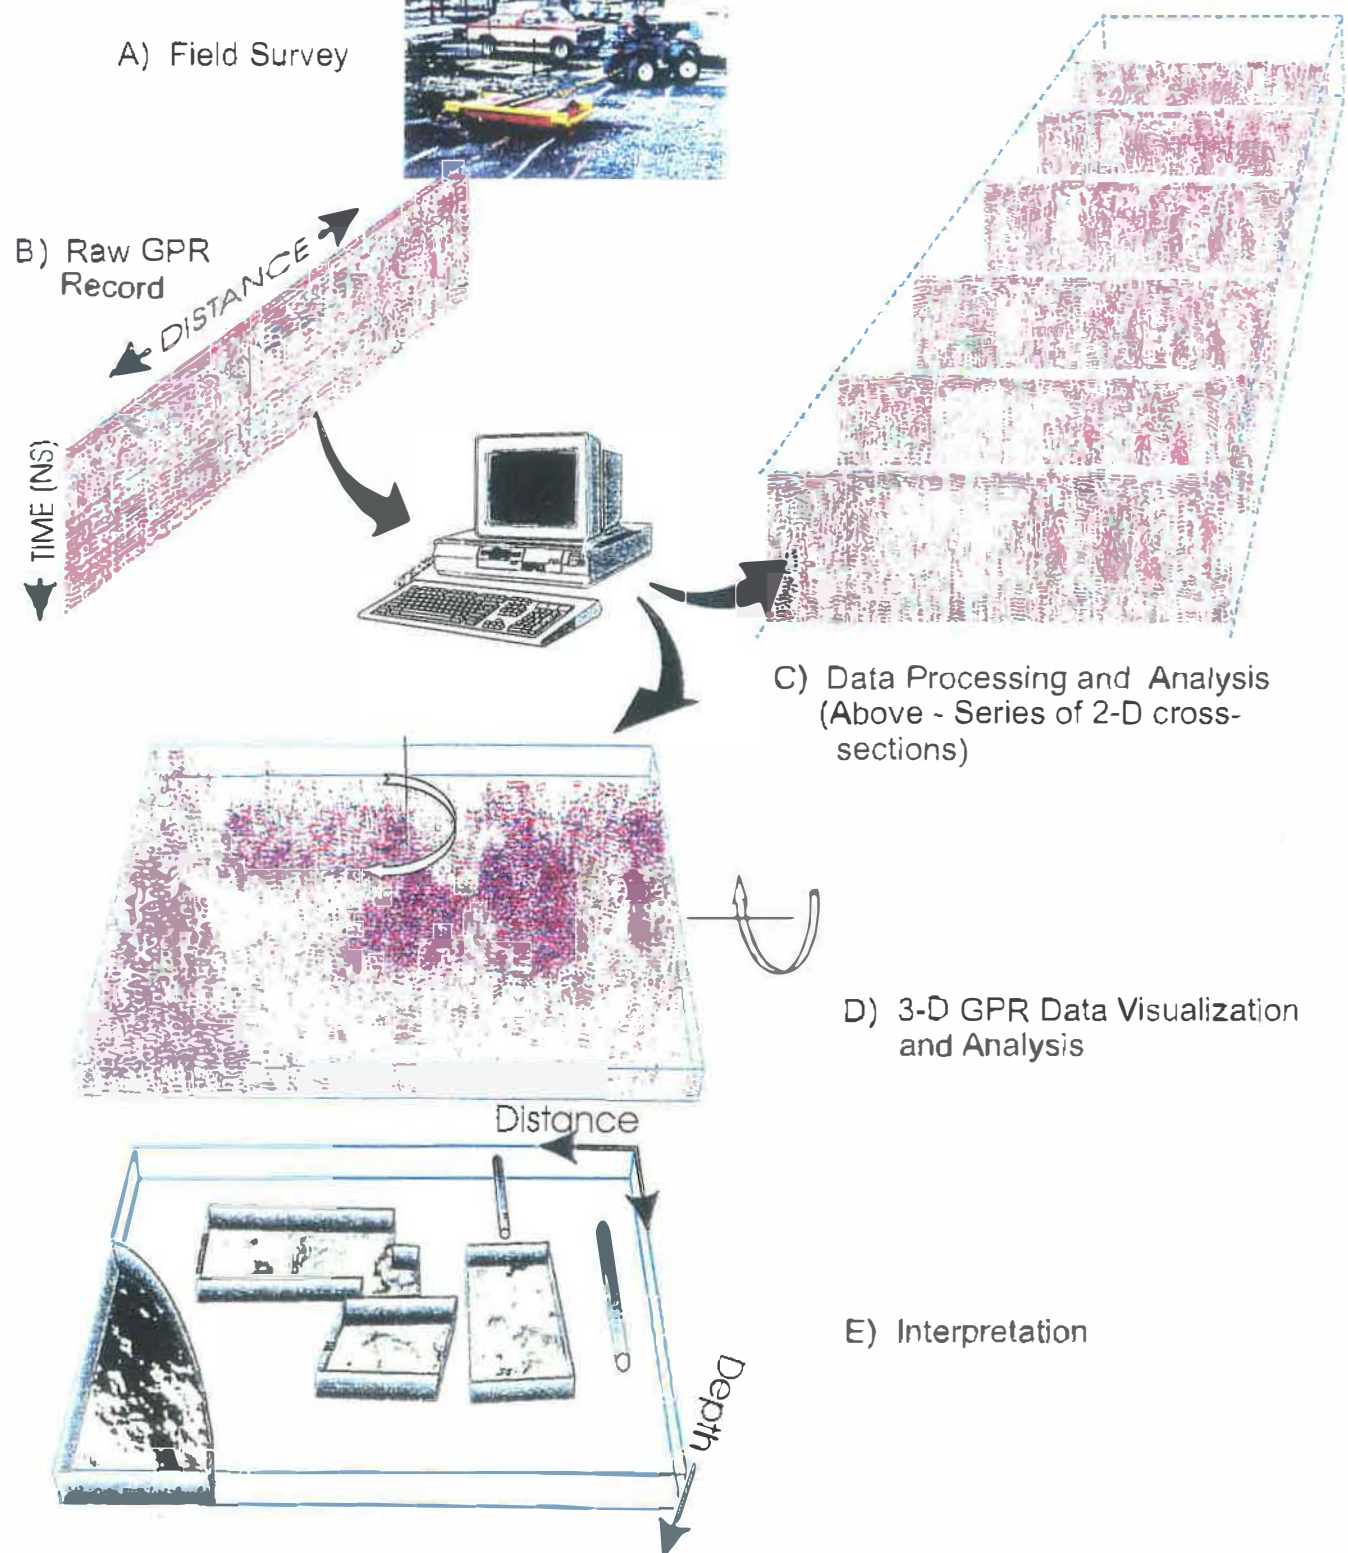 A) Field Survey
B) Raw GPR
Record
DISTANCE
TIME (NS)
C) Data Processing and Analysis
(Above - Series of 2-D cross-
sections)
D) 3-D GPR Data Visualization
and Analysis
Distance
E) Interpretation
Depth